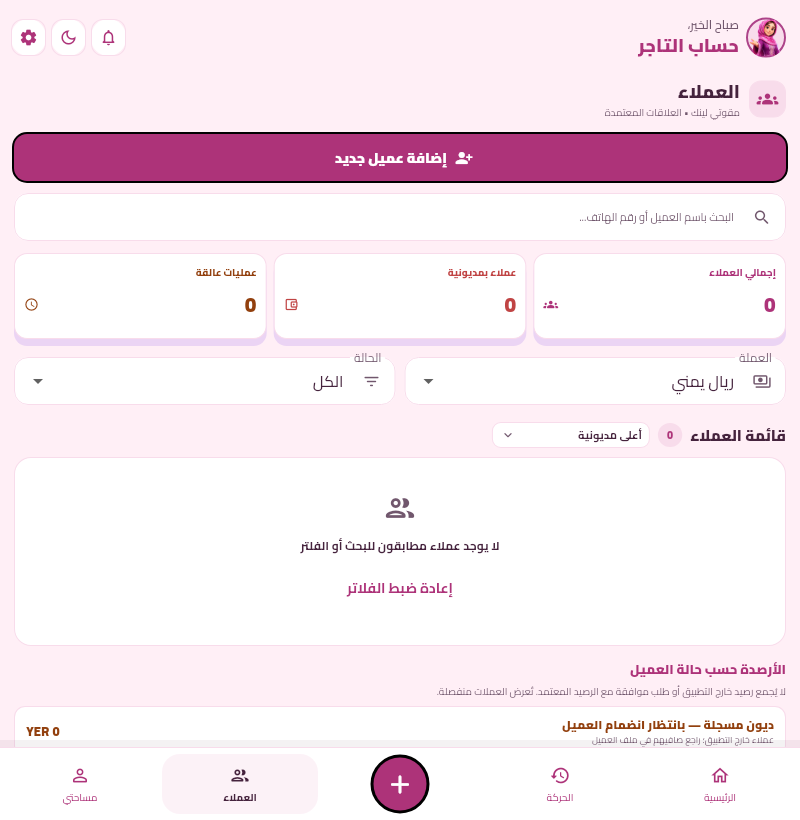 صباح الخير،
حساب التاجر
العملاء
مقوتي لينك • العلاقات المعتمدة
إضافة عميل جديد
البحث باسم العميل أو رقم الهاتف...
إجمالي العملاء
0
عملاء بمديونية
0
عمليات عالقة
0
العملة
ريال يمني
الحالة
الكل
قائمة العملاء 0 أعلى مديونية
لا يوجد عملاء مطابقون للبحث أو الفلتر
إعادة ضبط الفلاتر
الأرصدة حسب حالة العميل
لا يُجمع رصيد خارج التطبيق أو طلب موافقة مع الرصيد المعتمد. تُعرض العملات منفصلة.
ديون مسجلة — بانتظار انضمام العميل
YER 0
عملاء خارج التطبيق؛ راجع صافيهم في ملف العميل
الرئيسية
الحركة
العملاء
مساحتي